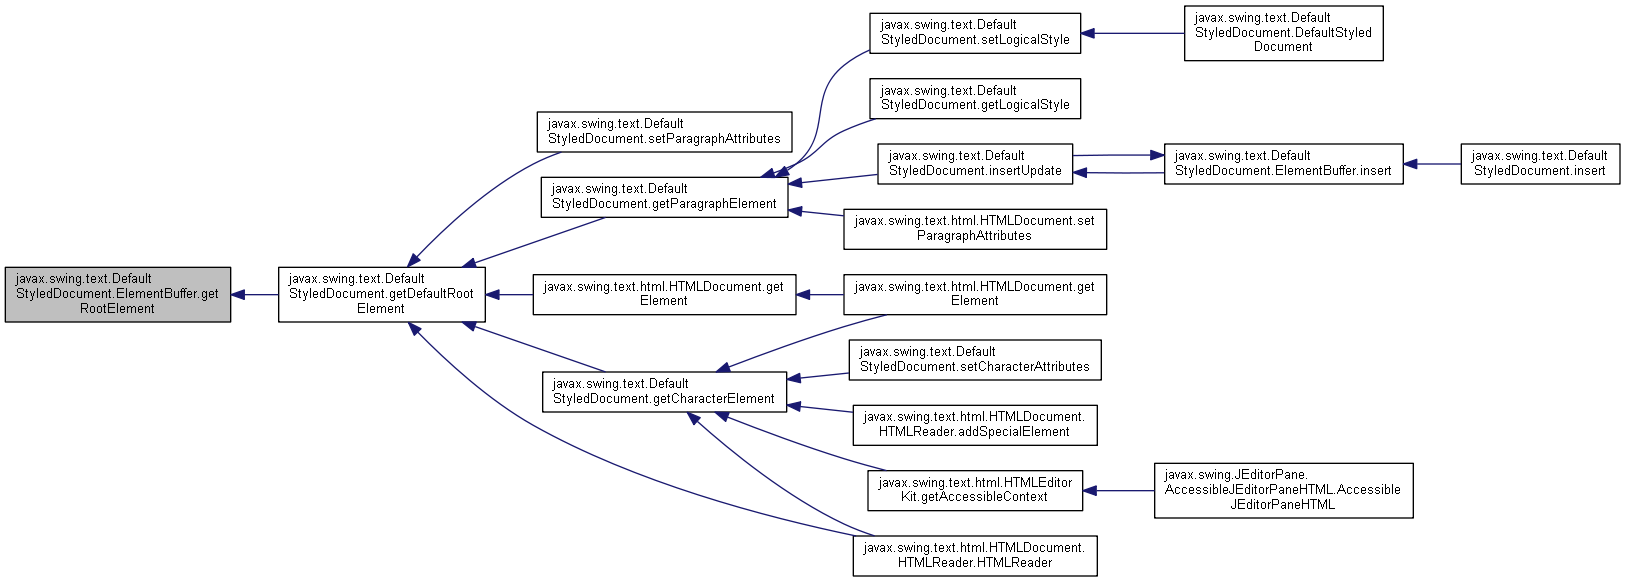 javax.swing.text.Default
StyledDocument.ElementBuffer.get
RootElement
javax.swing.text.Default
StyledDocument.getDefaultRoot
Element
javax.swing.text.Default
StyledDocument.setParagraphAttributes
javax.swing.text.Default
StyledDocument.getParagraphElement
javax.swing.text.html.HTMLDocument.get
Element
javax.swing.text.Default
StyledDocument.getCharacterElement
javax.swing.text.Default
StyledDocument.setLogicalStyle
javax.swing.text.Default
StyledDocument.getLogicalStyle
javax.swing.text.Default
StyledDocument.insertUpdate
javax.swing.text.html.HTMLDocument.set
ParagraphAttributes
javax.swing.text.html.HTMLDocument.get
Element
javax.swing.text.Default
StyledDocument.setCharacterAttributes
javax.swing.text.html.HTMLDocument.
HTMLReader.addSpecialElement
javax.swing.text.html.HTMLEditor
Kit.getAccessibleContext
javax.swing.text.html.HTMLDocument.
HTMLReader.HTMLReader
javax.swing.text.Default
StyledDocument.DefaultStyled
Document
javax.swing.text.Default
StyledDocument.ElementBuffer.insert
javax.swing.JEditorPane.
AccessibleJEditorPaneHTML.Accessible
JEditorPaneHTML
javax.swing.text.Default
StyledDocument.insert